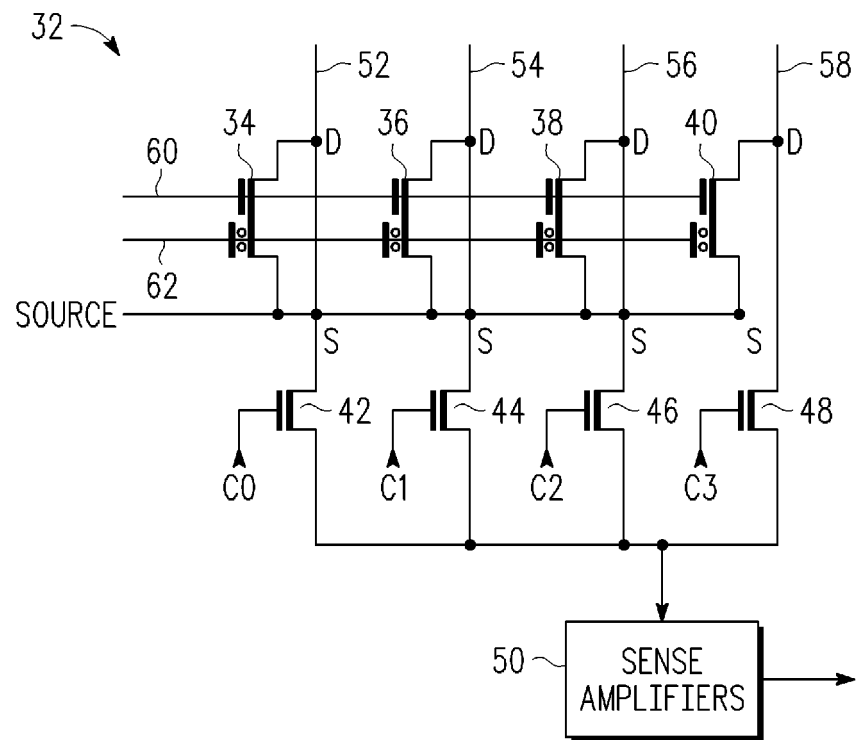 32
52 54 56 58
34 36 38 40
D D D D
60
62
SOURCE
S S S S
42 44 46 48
C0 C1 C2 C3
50
SENSE
AMPLIFIERS